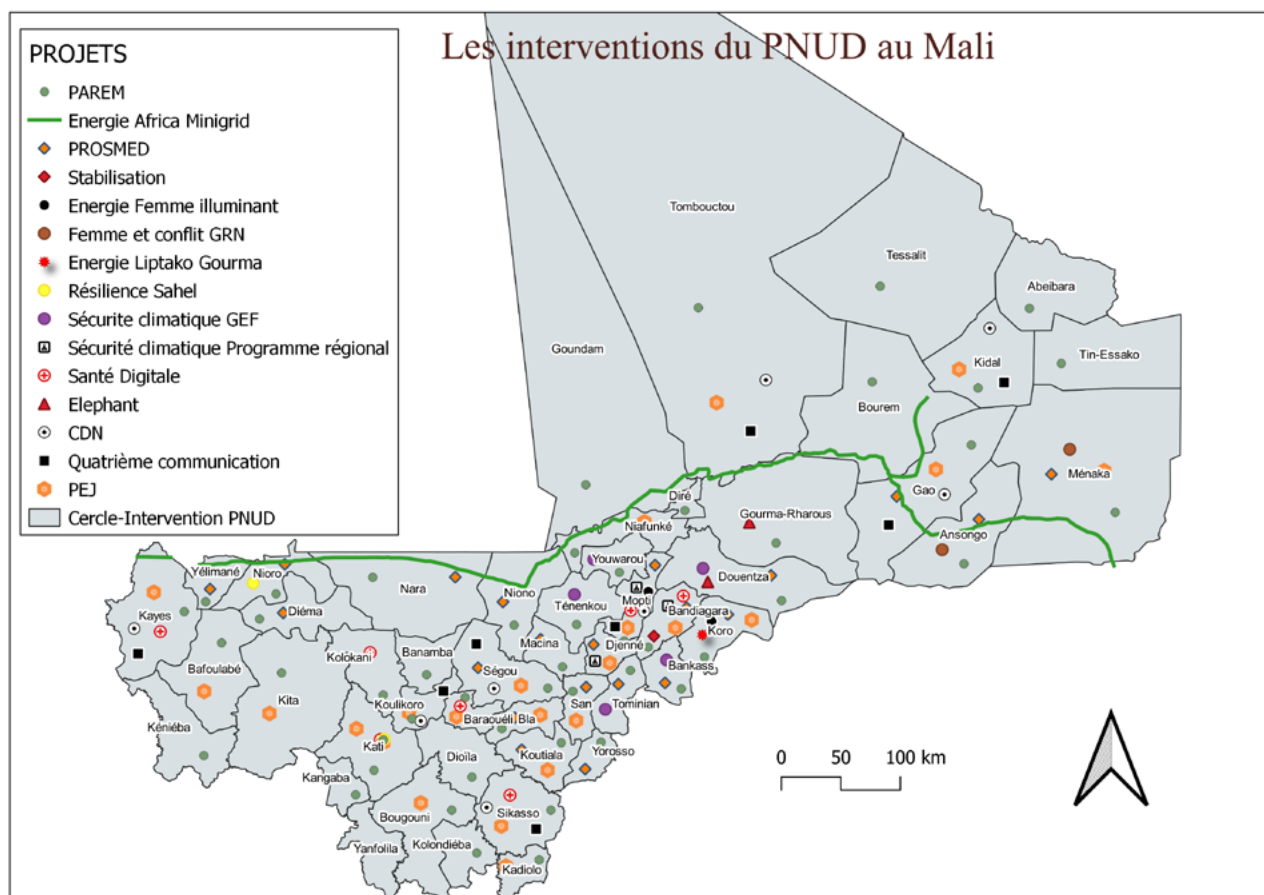 Les interventions du PNUD au Mali
PROJETS
PAREM
Energie Africa Minigrid
PROSMED
Stabilisation
Energie Femme illuminant
Femme et conflit GRN
Energie Liptako Gourma
Résilience Sahel
Sécurite climatique GEF
Sécurité climatique Programme régional
Santé Digitale
Elephant
CDN
Quatrième communication
PEJ
Cercle-Intervention PNUD
Tombouctou
Tessalit
Abeibara
Goundam
Kidal
Tin-Essako
Bourem
Ménaka
Gao
Diré
Gourma-Rharous
Niafunké
Ansongo
Youwarou
Yélimané
Nioro
Nara
Douentza
Niono
Ténenkou
Mopti
Bandiagara
Kayes
Diéma
Koro
Macina
Djenné
Bafoulabé
Kolokani
Banamba
Ségou
Bankass
Kita
Koulikoro
San
Tominian
Baraouéli
Bla
Kéniéba
Kati
Dioïla
Koutiala
Yorosso
Kangaba
Bougouni
Sikasso
Yanfolila
Kolondiéba
Kadiolo
0 50 100 km